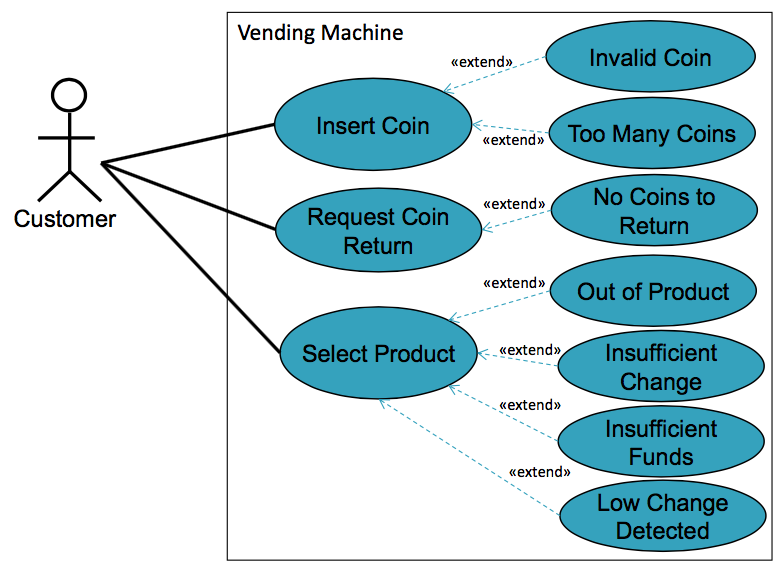 Vending Machine
Customer
Insert Coin
«extend»
Invalid Coin
«extend»
Too Many Coins
Request Coin
Return
«extend»
No Coins to
Return
Select Product
«extend»
Out of Product
«extend»
Insufficient
Change
«extend»
Insufficient
Funds
«extend»
Low Change
Detected